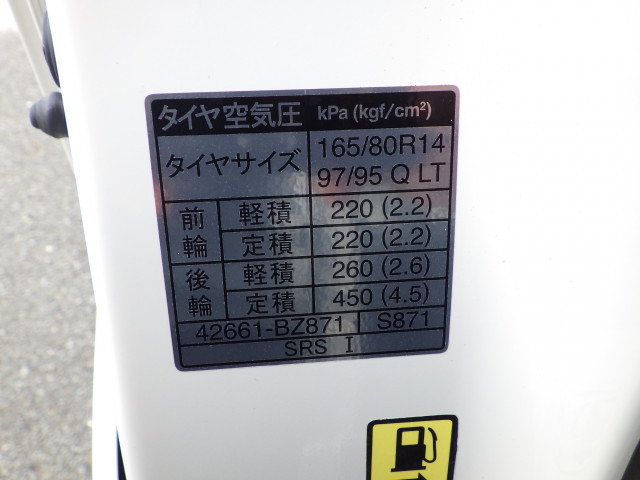 タイヤ空気圧 kPa (kgf/cm²)
タイヤサイズ 165/80R14 97/95 Q LT
前輪 軽積 220 (2.2)
定積 220 (2.2)
後輪 軽積 260 (2.6)
定積 450 (4.5)
42661-BZ871 S871
SRS I